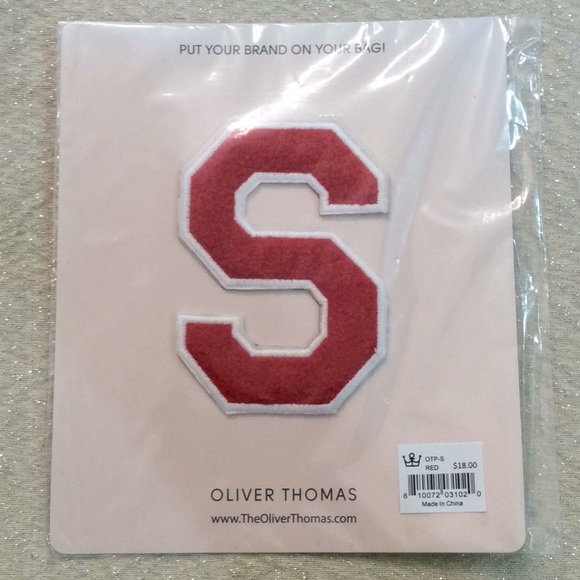 PUT YOUR BRAND ON YOUR BAG!
S
OTP-S
RED $18.00
8 10072 03102 0
Made In China
OLIVER THOMAS
www.TheOliverThomas.com